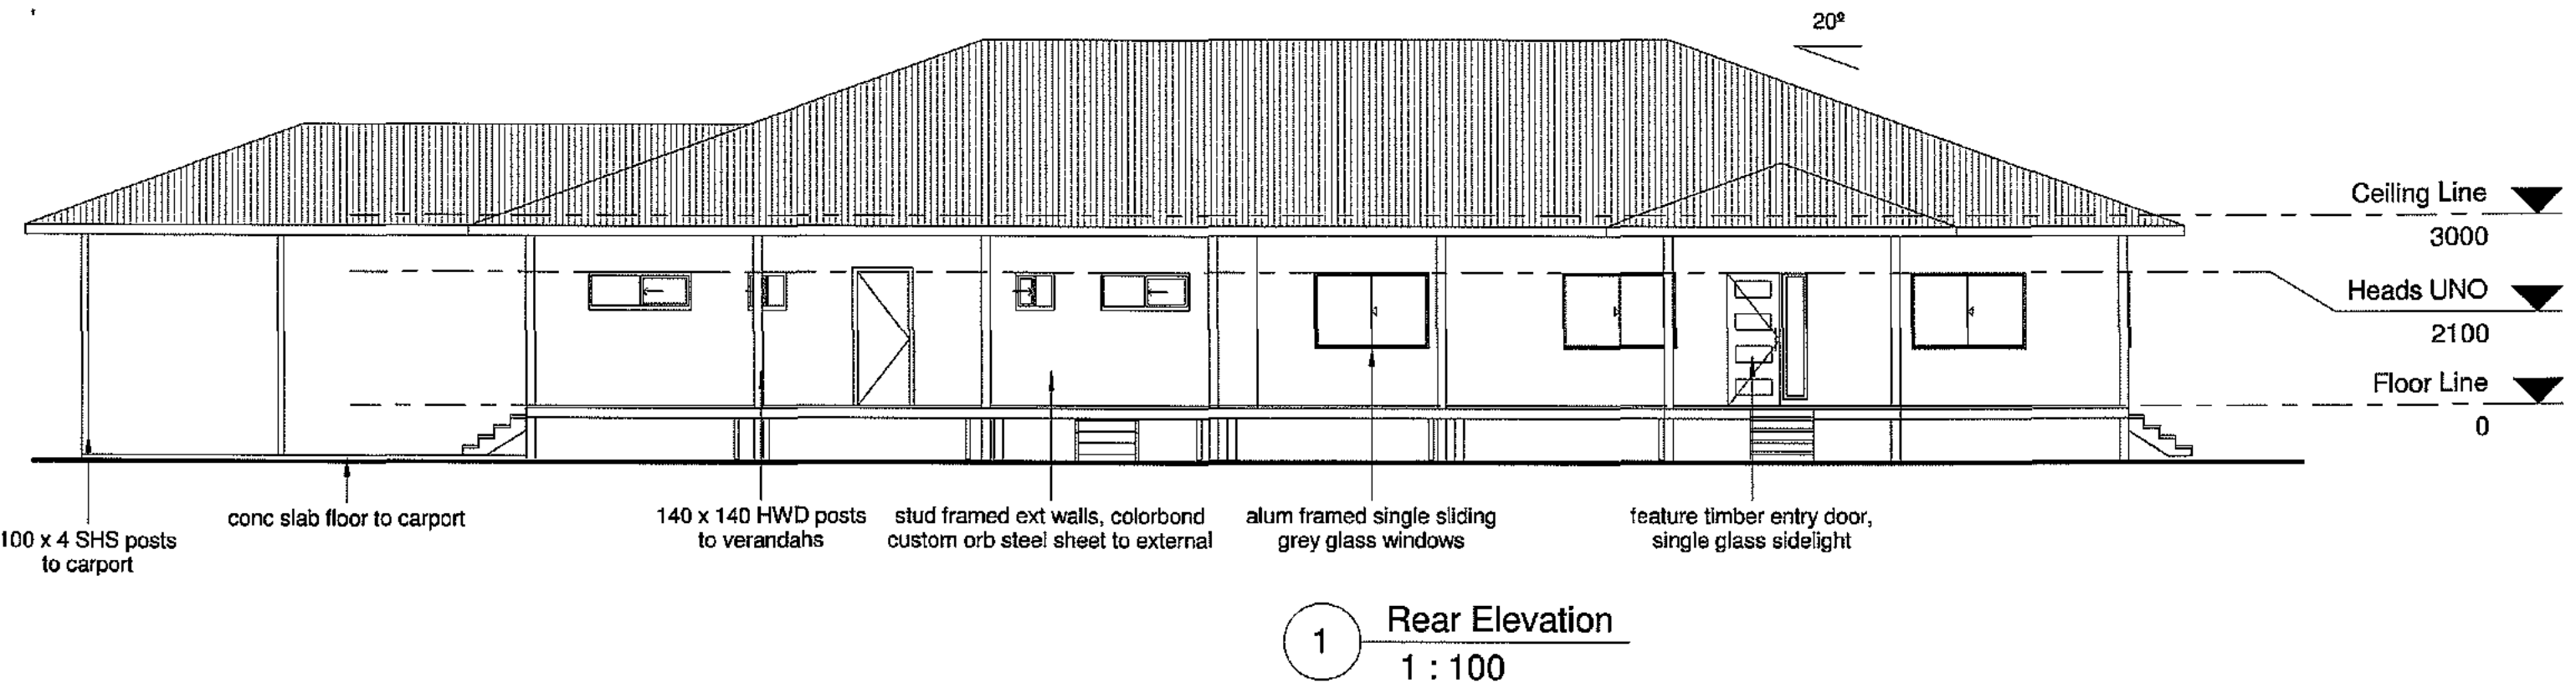 20º
Ceiling Line
3000
Heads UNO
2100
Floor Line
0
100 x 4 SHS posts
to carport
conc slab floor to carport
140 x 140 HWD posts
to verandahs
stud framed ext walls, colorbond
custom orb steel sheet to external
alum framed single sliding
grey glass windows
feature timber entry door,
single glass sidelight
1
Rear Elevation
1 : 100